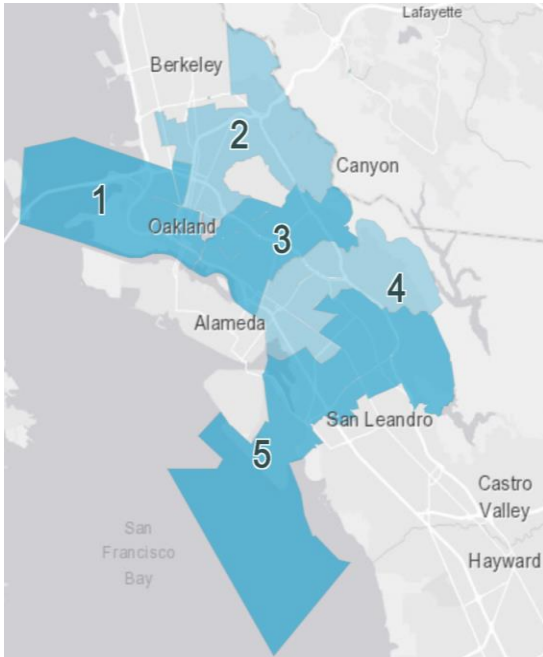 Lafayette
Berkeley
2
Canyon
1
Oakland
3
4
Alameda
San Leandro
5
Castro
Valley
San
Francisco
Bay
Hayward